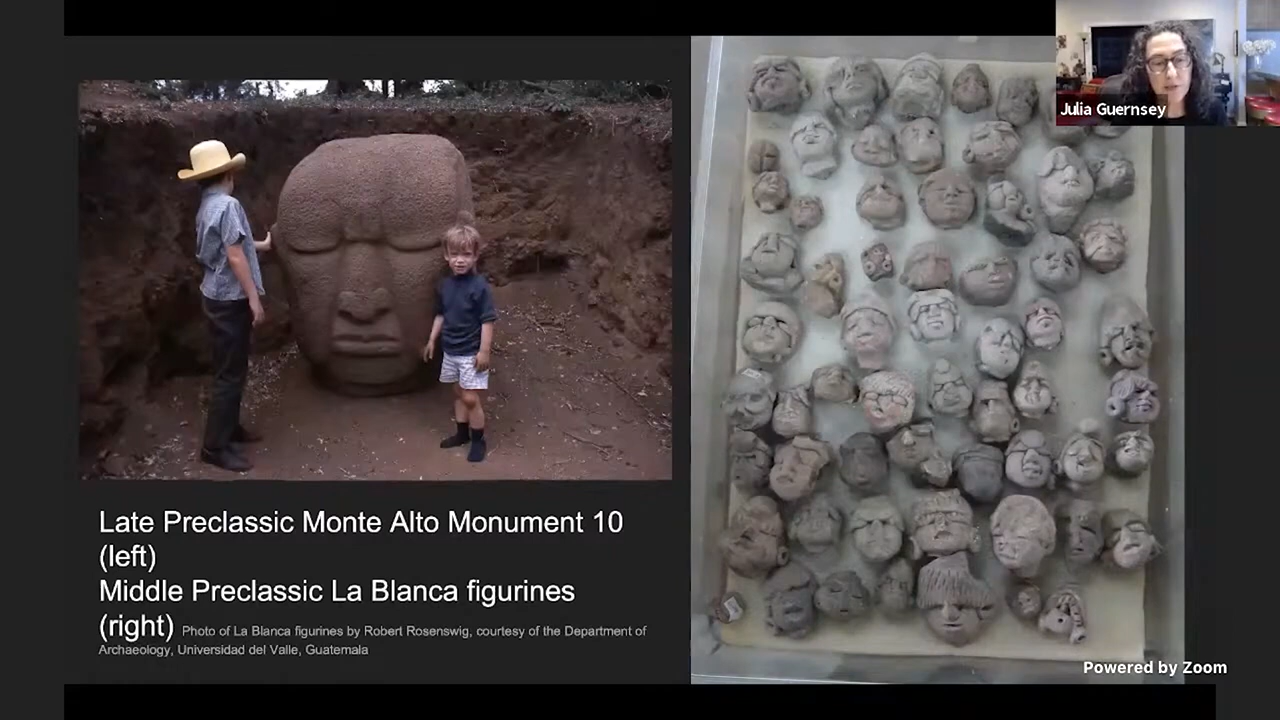 Julia Guernsey
Late Preclassic Monte Alto Monument 10
(left)
Middle Preclassic La Blanca figurines
(right) Photo of La Blanca figurines by Robert Rosenswig, courtesy of the Department of
Archaeology, Universidad del Valle, Guatemala
Powered by Zoom